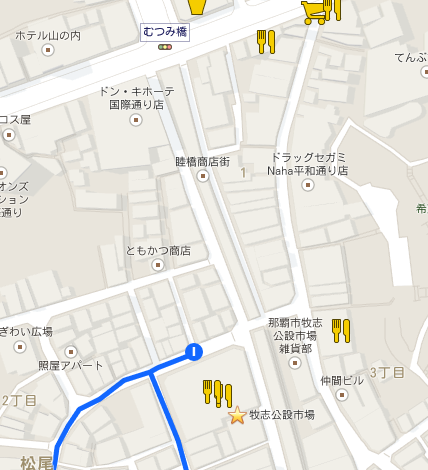 むつみ橋
ホテル山の内
てんぷ
ドン・キホーテ
国際通り店
コス屋
睦橋商店街
1
ドラッグセガミ
Naha平和通り店
オンズ
ション
通り
希
ともかつ商店
ぎわい広場
照屋アパート
那覇市牧志
公設市場
雑貨部
3丁目
仲間ビル
2丁目
牧志公設市場
松尾